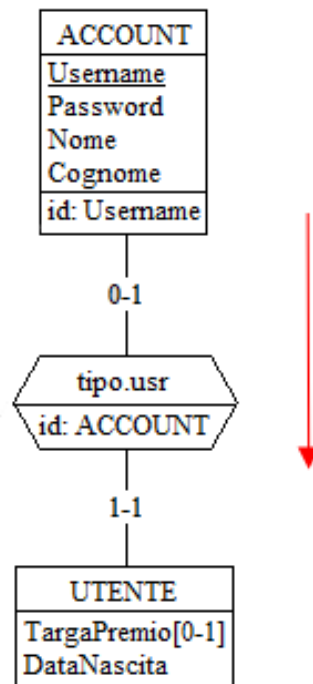 ACCOUNT
Username
Password
Nome
Cognome
id: Username
0-1
tipo.usr
id: ACCOUNT
1-1
UTENTE
TargaPremio[0-1]
DataNascita